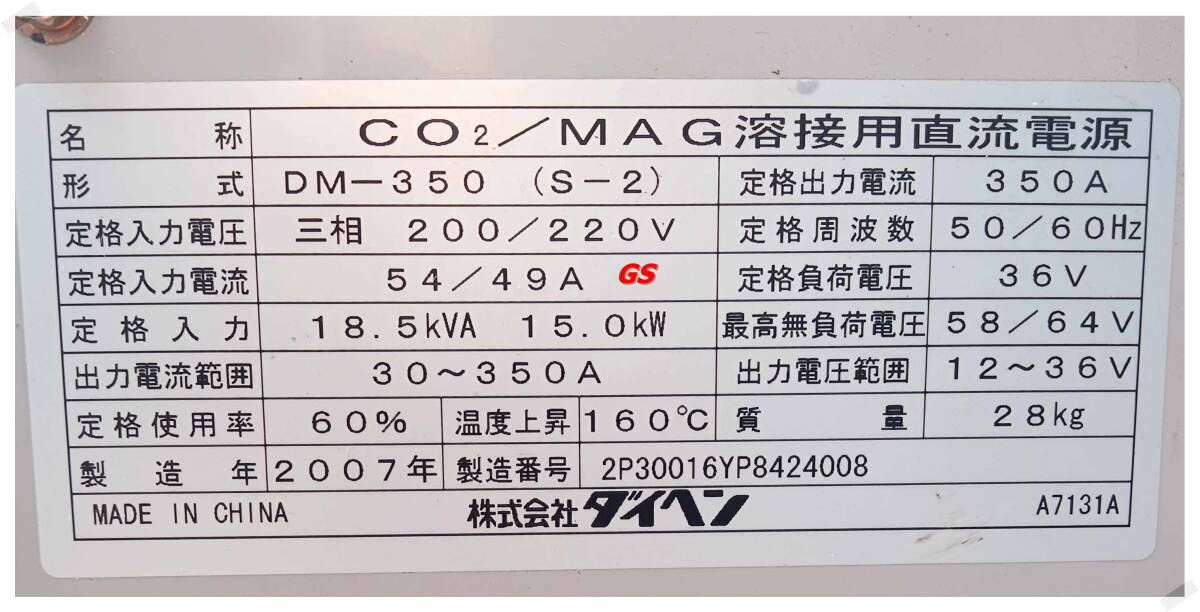 名称 CO2／MAG溶接用直流電源
形式 DM－350 （S－2） 定格出力電流 350A
定格入力電圧 三相 200／220V 定格周波数 50／60Hz
定格入力電流 54／49A GS 定格負荷電圧 36V
定格入力 18.5kVA 15.0kW 最高無負荷電圧 58／64V
出力電流範囲 30～350A 出力電圧範囲 12～36V
定格使用率 60% 温度上昇 160℃ 質量 28kg
製造年 2007年 製造番号 2P30016YP8424008
MADE IN CHINA 株式会社ダイヘン A7131A